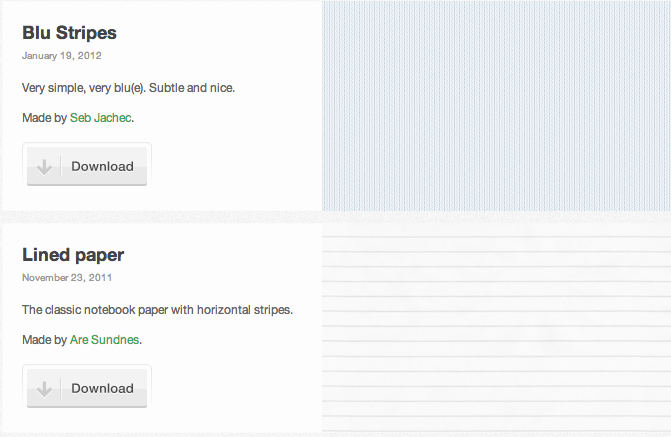 Blu Stripes
January 19, 2012
Very simple, very blu(e). Subtle and nice.
Made by Seb Jachec.
Download
Lined paper
November 23, 2011
The classic notebook paper with horizontal stripes.
Made by Are Sundnes.
Download